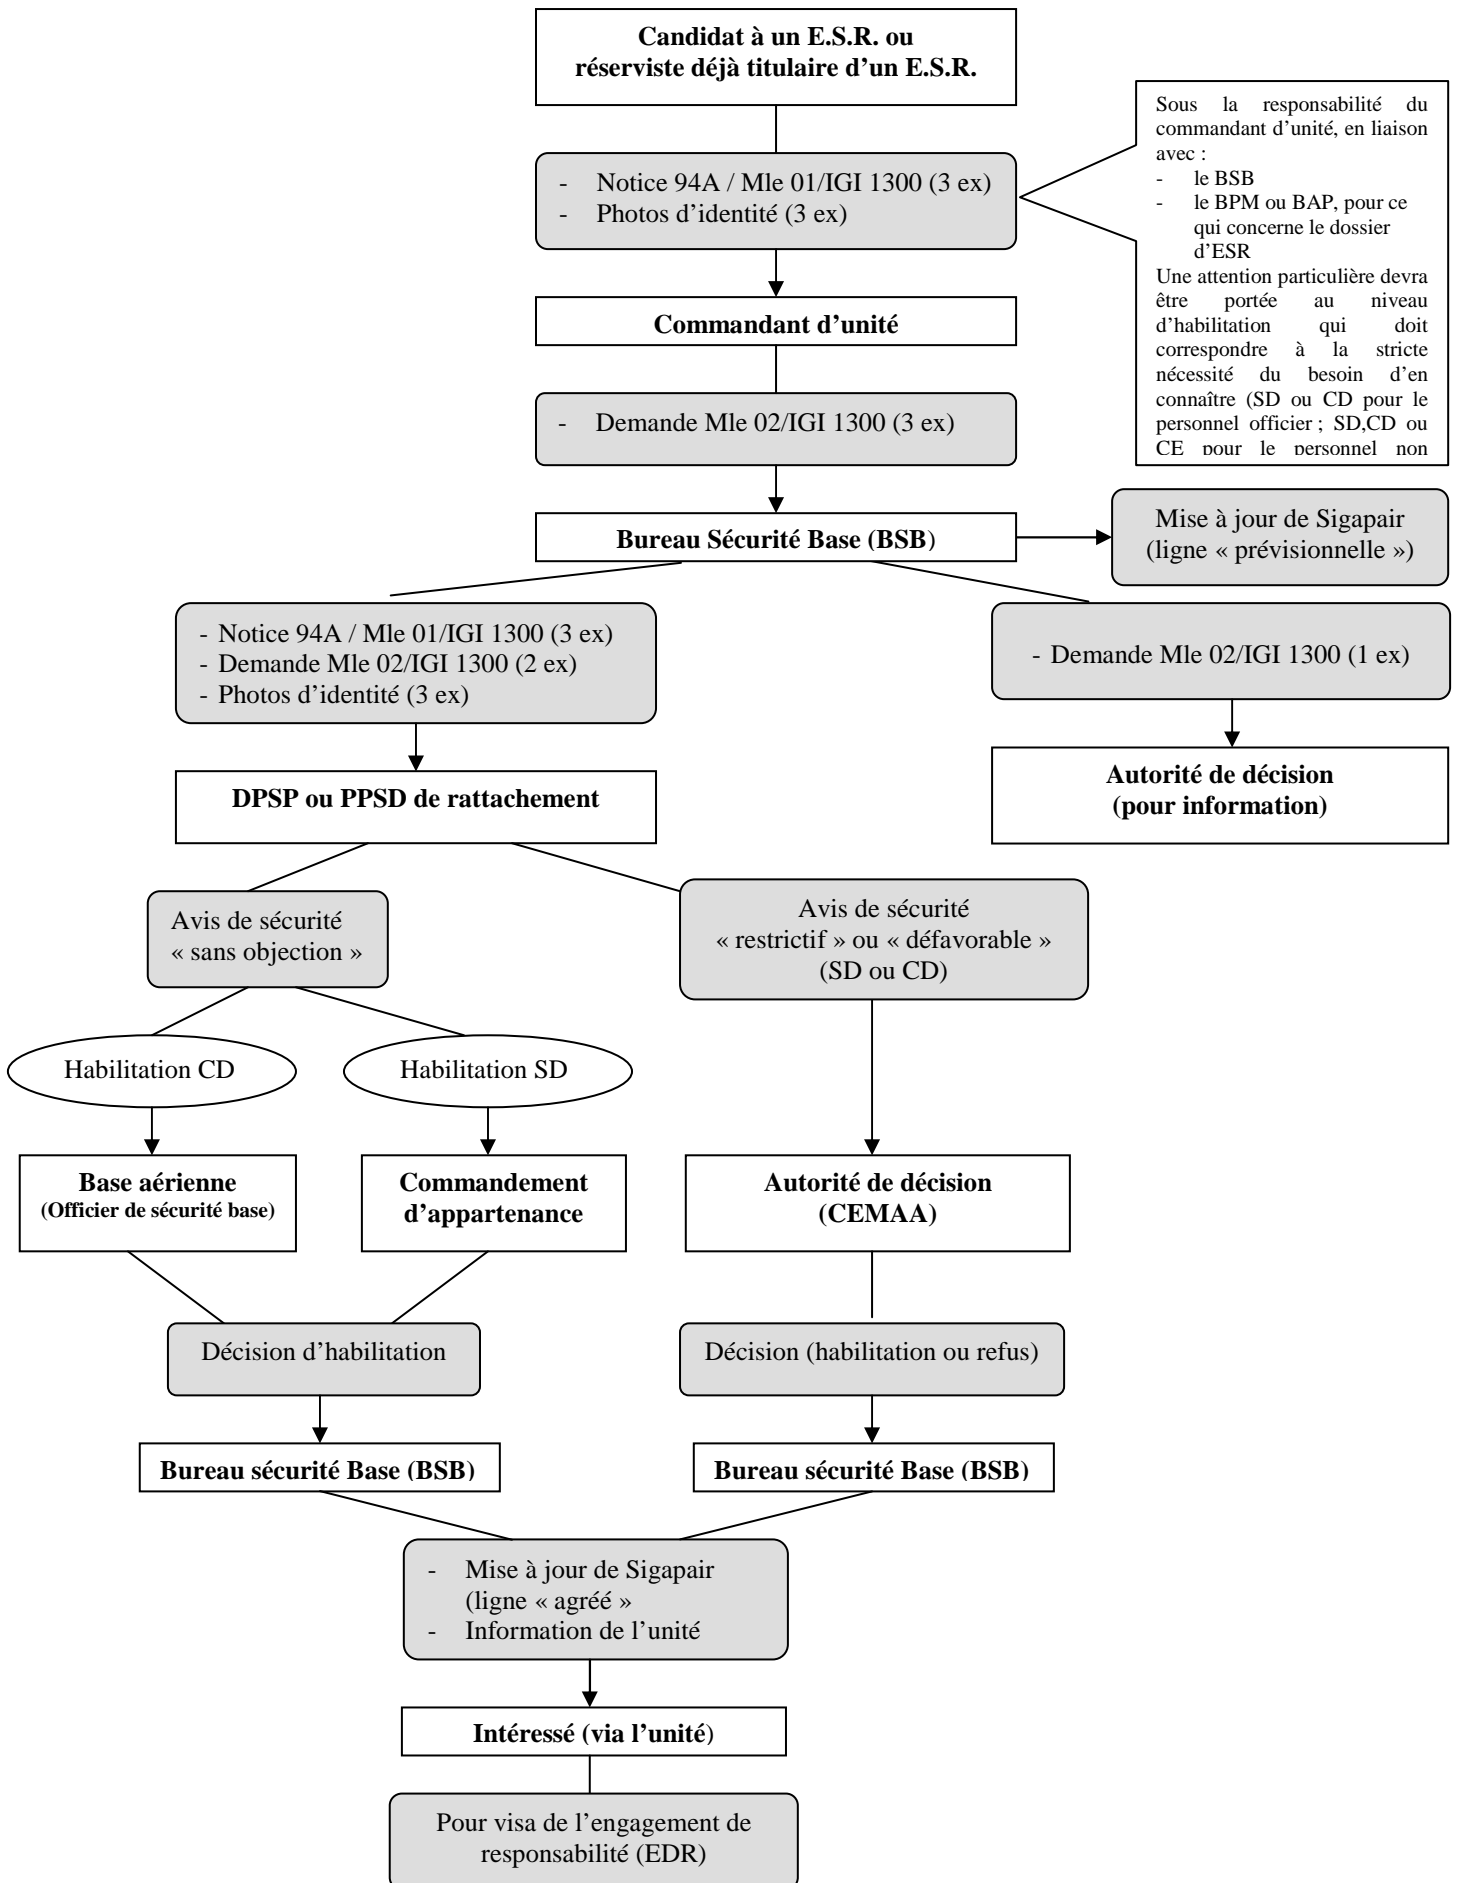 Candidat à un E.S.R. ou
réserviste déjà titulaire d’un E.S.R.
- Notice 94A / Mle 01/IGI 1300 (3 ex)
- Photos d’identité (3 ex)
Sous la responsabilité du
commandant d’unité, en liaison
avec :
- le BSB
- le BPM ou BAP, pour ce
qui concerne le dossier
d’ESR
Une attention particulière devra
être portée au niveau
d’habilitation qui doit
correspondre à la stricte
nécessité du besoin d’en
connaître (SD ou CD pour le
personnel officier ; SD,CD ou
CE pour le personnel non
Commandant d’unité
- Demande Mle 02/IGI 1300 (3 ex)
Bureau Sécurité Base (BSB)
Mise à jour de Sigapair
(ligne « prévisionnelle »)
- Notice 94A / Mle 01/IGI 1300 (3 ex)
- Demande Mle 02/IGI 1300 (2 ex)
- Photos d’identité (3 ex)
- Demande Mle 02/IGI 1300 (1 ex)
DPSP ou PPSD de rattachement
Autorité de décision
(pour information)
Avis de sécurité
« sans objection »
Avis de sécurité
« restrictif » ou « défavorable »
(SD ou CD)
Habilitation CD
Habilitation SD
Base aérienne
(Officier de sécurité base)
Commandement
d’appartenance
Autorité de décision
(CEMAA)
Décision d’habilitation
Décision (habilitation ou refus)
Bureau sécurité Base (BSB)
Bureau sécurité Base (BSB)
- Mise à jour de Sigapair
(ligne « agréé »
- Information de l’unité
Intéressé (via l’unité)
Pour visa de l’engagement de
responsabilité (EDR)